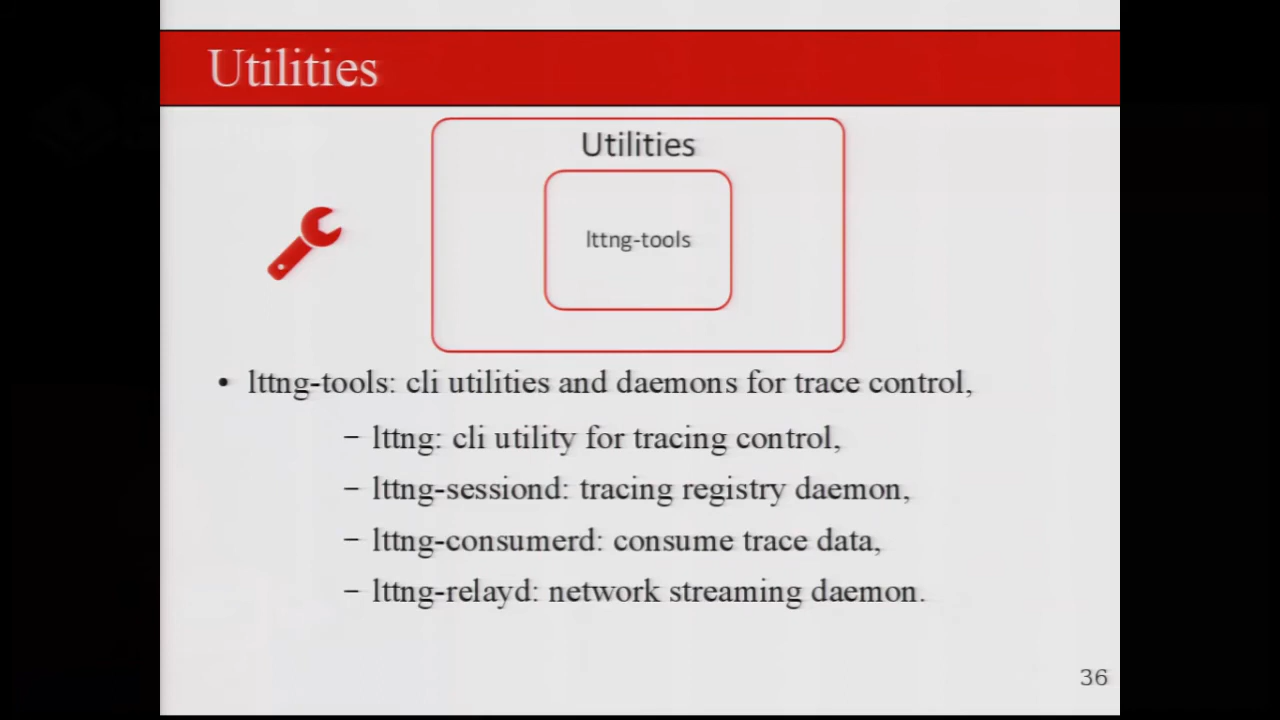 Utilities
Utilities
lttng-tools
• lttng-tools: cli utilities and daemons for trace control,
– lttng: cli utility for tracing control,
– lttng-sessiond: tracing registry daemon,
– lttng-consumerd: consume trace data,
– lttng-relayd: network streaming daemon.
36